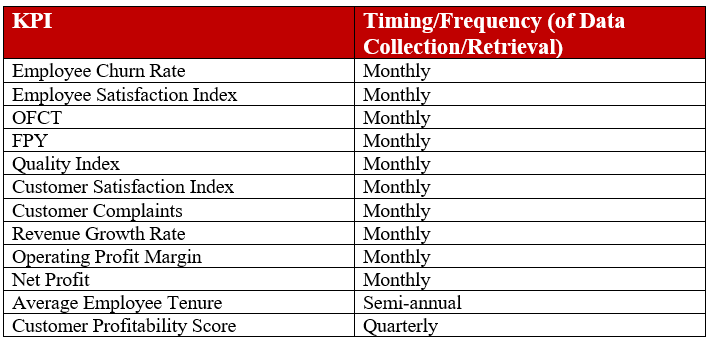 KPI Timing/Frequency (of Data
Collection/Retrieval)
Employee Churn Rate Monthly
Employee Satisfaction Index Monthly
OFCT Monthly
FPY Monthly
Quality Index Monthly
Customer Satisfaction Index Monthly
Customer Complaints Monthly
Revenue Growth Rate Monthly
Operating Profit Margin Monthly
Net Profit Monthly
Average Employee Tenure Semi-annual
Customer Profitability Score Quarterly